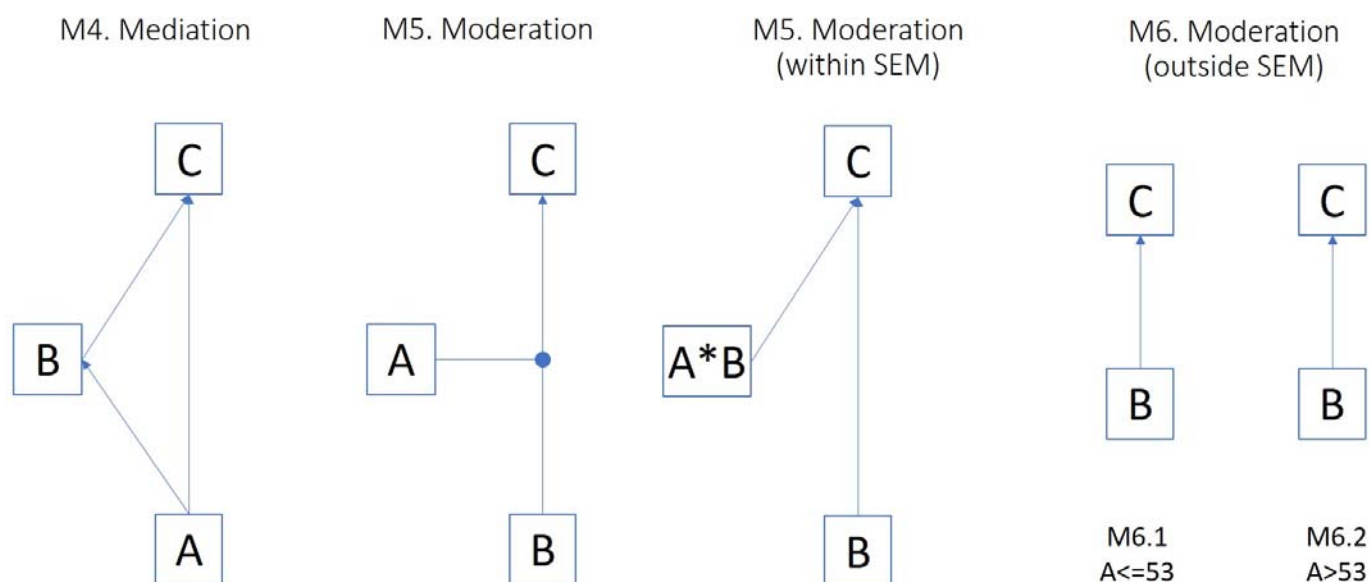 M4. Mediation
M5. Moderation
M5. Moderation
(within SEM)
M6. Moderation
(outside SEM)
C
B
A
C
A
B
C
A*B
B
C
B
M6.1
A<=53
C
B
M6.2
A>53